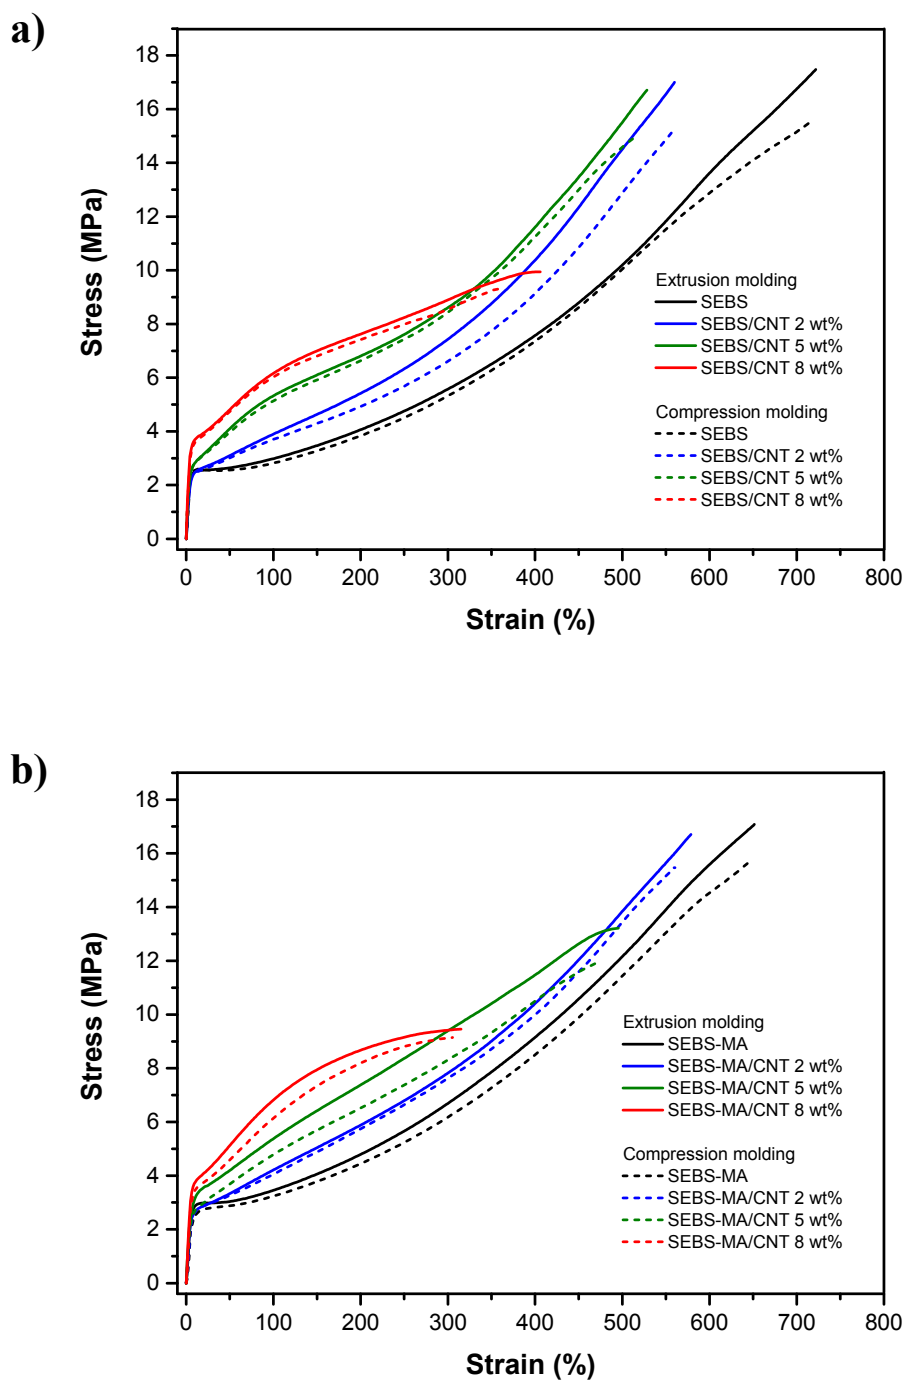 a)
18
16
14
12
10
8
6
4
2
0
Stress (MPa)
Extrusion molding
SEBS
SEBS/CNT 2 wt%
SEBS/CNT 5 wt%
SEBS/CNT 8 wt%
Compression molding
SEBS
SEBS/CNT 2 wt%
SEBS/CNT 5 wt%
SEBS/CNT 8 wt%
0 100 200 300 400 500 600 700 800
Strain (%)
b)
18
16
14
12
10
8
6
4
2
0
Stress (MPa)
Extrusion molding
SEBS-MA
SEBS-MA/CNT 2 wt%
SEBS-MA/CNT 5 wt%
SEBS-MA/CNT 8 wt%
Compression molding
SEBS-MA
SEBS-MA/CNT 2 wt%
SEBS-MA/CNT 5 wt%
SEBS-MA/CNT 8 wt%
0 100 200 300 400 500 600 700 800
Strain (%)